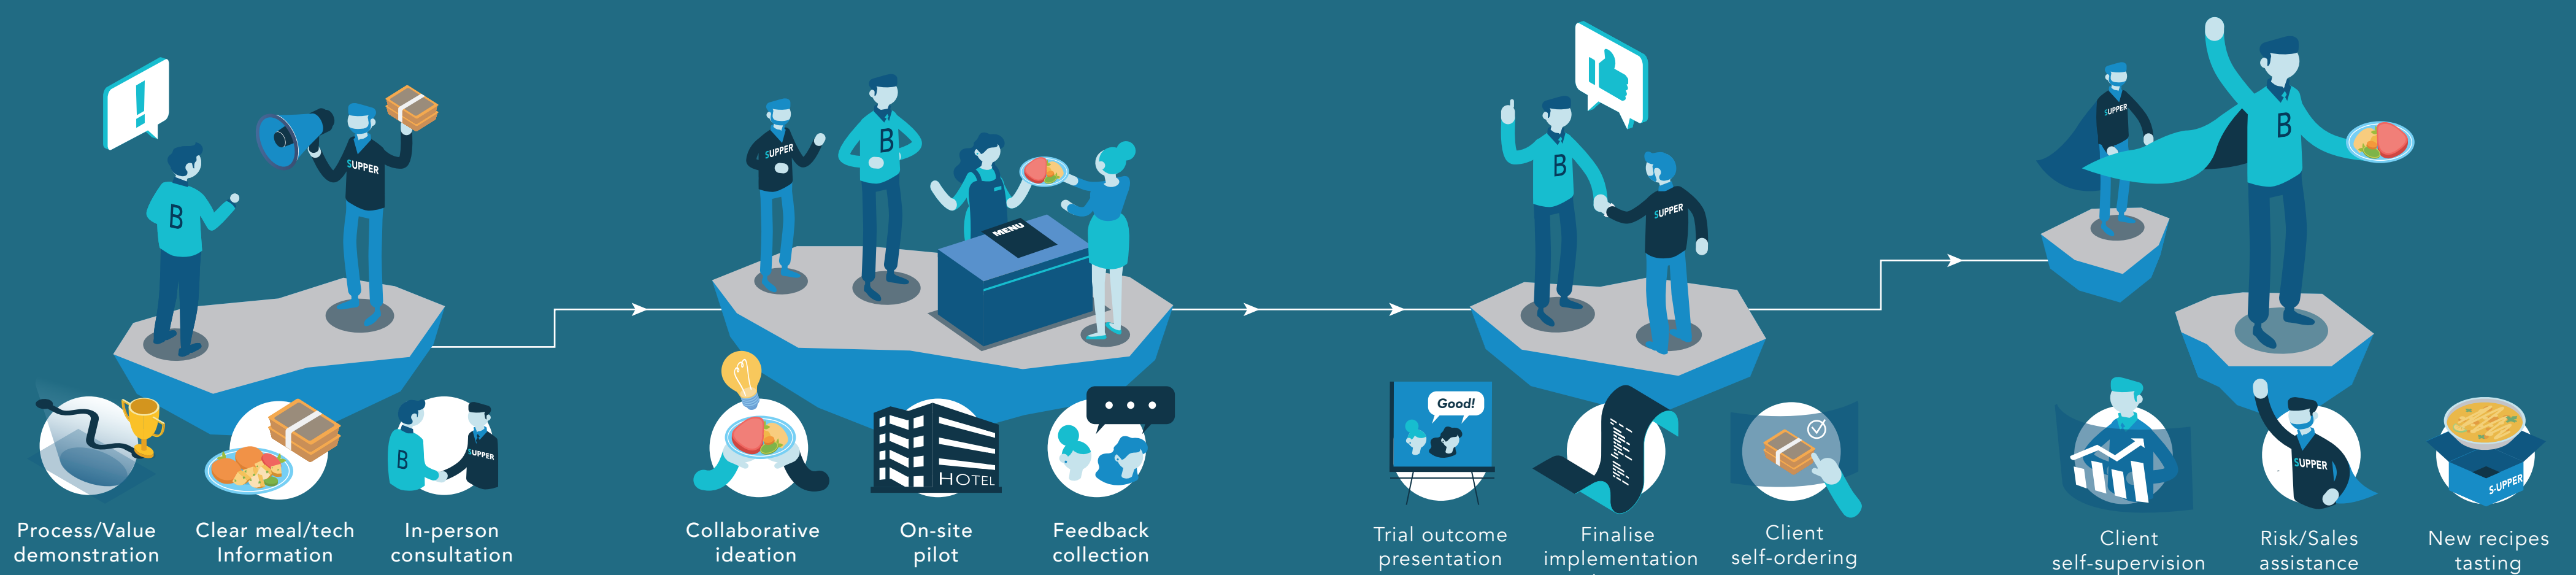 B
SUPPER
SUPPER
B
MENU
B
SUPPER
SUPPER
B
B
SUPPER
HOTEL
Good!
SUPPER
S-UPPER
Process/Value
demonstration
Clear meal/tech
Information
In-person
consultation
Collaborative
ideation
On-site
pilot
Feedback
collection
Trial outcome
presentation
Finalise
implementation
Client
self-ordering
Client
self-supervision
Risk/Sales
assistance
New recipes
tasting